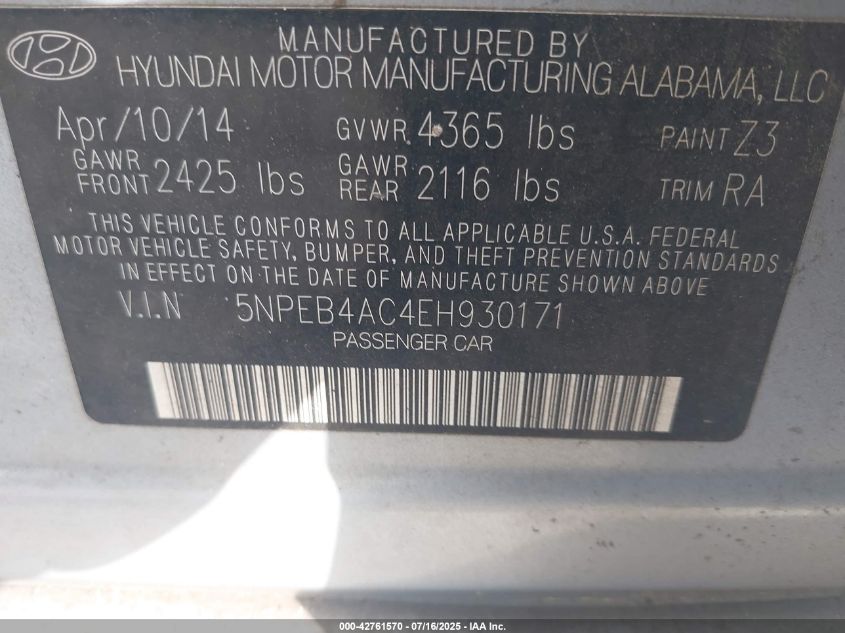 MANUFACTURED BY
HYUNDAI MOTOR MANUFACTURING ALABAMA, LLC
Apr/10/14 GVWR 4365 lbs PAINT Z3
GAWR FRONT 2425 lbs GAWR REAR 2116 lbs TRIM RA
THIS VEHICLE CONFORMS TO ALL APPLICABLE U.S.A. FEDERAL
MOTOR VEHICLE SAFETY, BUMPER, AND THEFT PREVENTION STANDARDS
IN EFFECT ON THE DATE OF MANUFACTURE SHOWN ABOVE
V.I.N 5NPEB4AC4EH930171
PASSENGER CAR
000-42761570 - 07/16/2025 - IAA Inc.